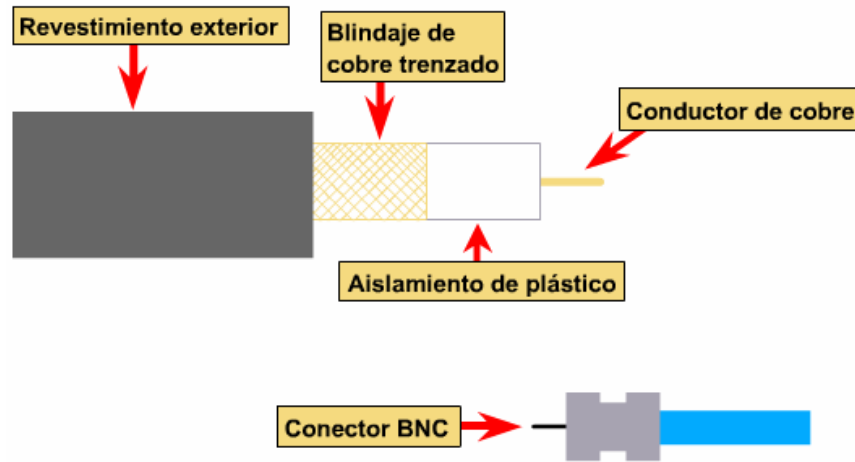 Revestimiento exterior
Blindaje de
cobre trenzado
Conductor de cobre
Aislamiento de plástico
Conector BNC